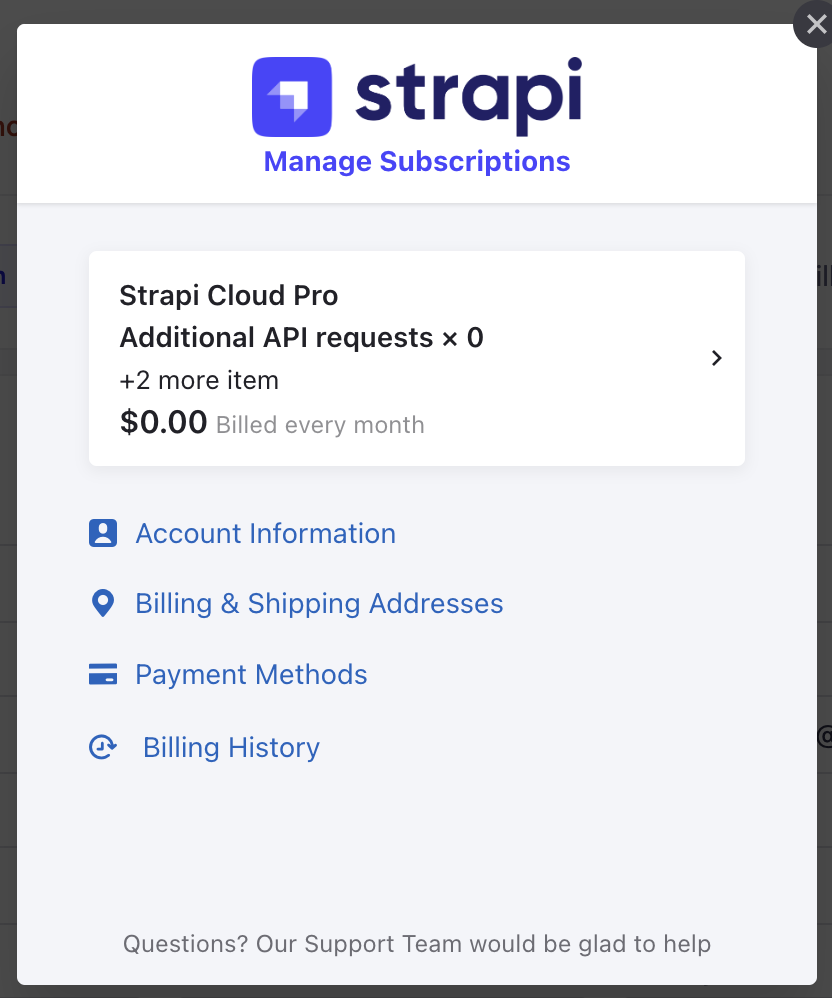 strapi
Manage Subscriptions
Strapi Cloud Pro
Additional API requests × 0
+2 more item
$0.00 Billed every month
Account Information
Billing & Shipping Addresses
Payment Methods
Billing History
@
Questions? Our Support Team would be glad to help